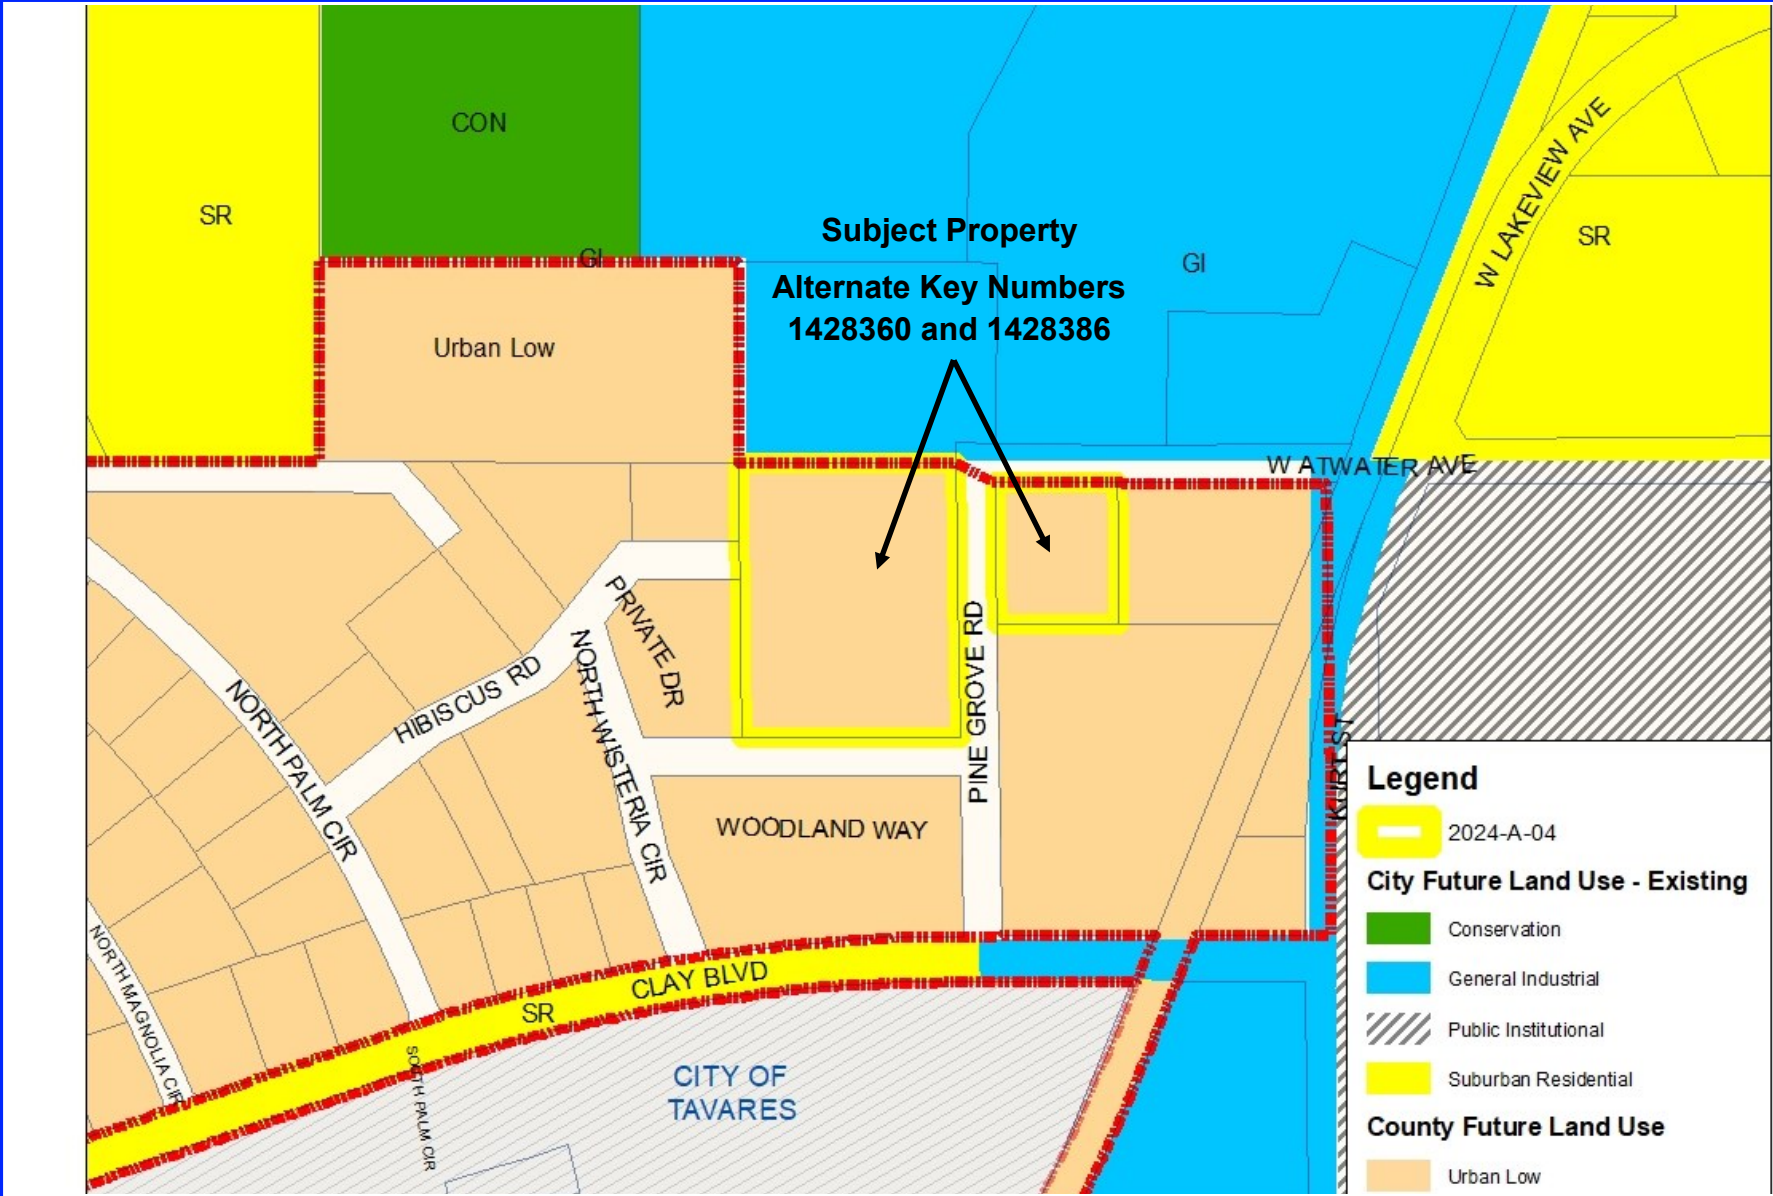 CON
SR
GI
Subject Property
Alternate Key Numbers
1428360 and 1428386
GI
W LAKEVIEW AVE
SR
Urban Low
W ATWATER AVE
PRIVATE DR
NORTH WISTERIA CIR
HIBISCUS RD
NORTH PALM CIR
PINE GROVE RD
WOODLAND WAY
KURT ST
NORTH MAGNOLIA CIR
CLAY BLVD
SR
SOUTH PALM CIR
CITY OF
TAVARES
Legend
2024-A-04
City Future Land Use - Existing
Conservation
General Industrial
Public Institutional
Suburban Residential
County Future Land Use
Urban Low